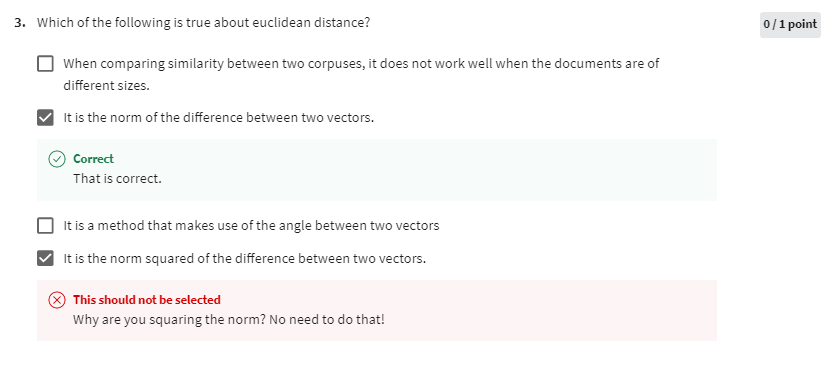 3. Which of the following is true about euclidean distance?
0 / 1 point
When comparing similarity between two corpuses, it does not work well when the documents are of
different sizes.
It is the norm of the difference between two vectors.
Correct
That is correct.
It is a method that makes use of the angle between two vectors
It is the norm squared of the difference between two vectors.
This should not be selected
Why are you squaring the norm? No need to do that!